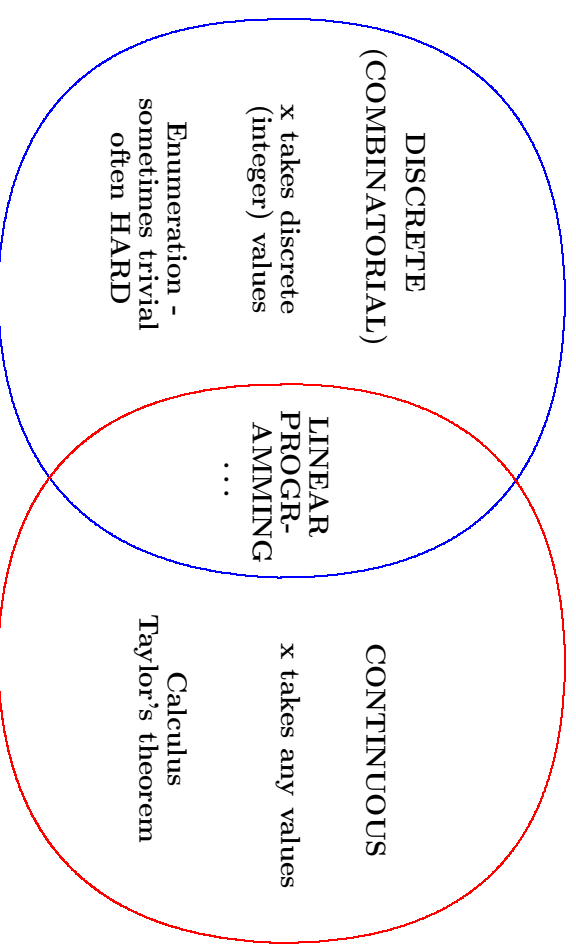 DISCRETE
(COMBINATORIAL)
x takes discrete
(integer) values
Enumeration -
sometimes trivial
often HARD
LINEAR
PROGR-
AMMING
...
CONTINUOUS
x takes any values
Calculus
Taylor's theorem